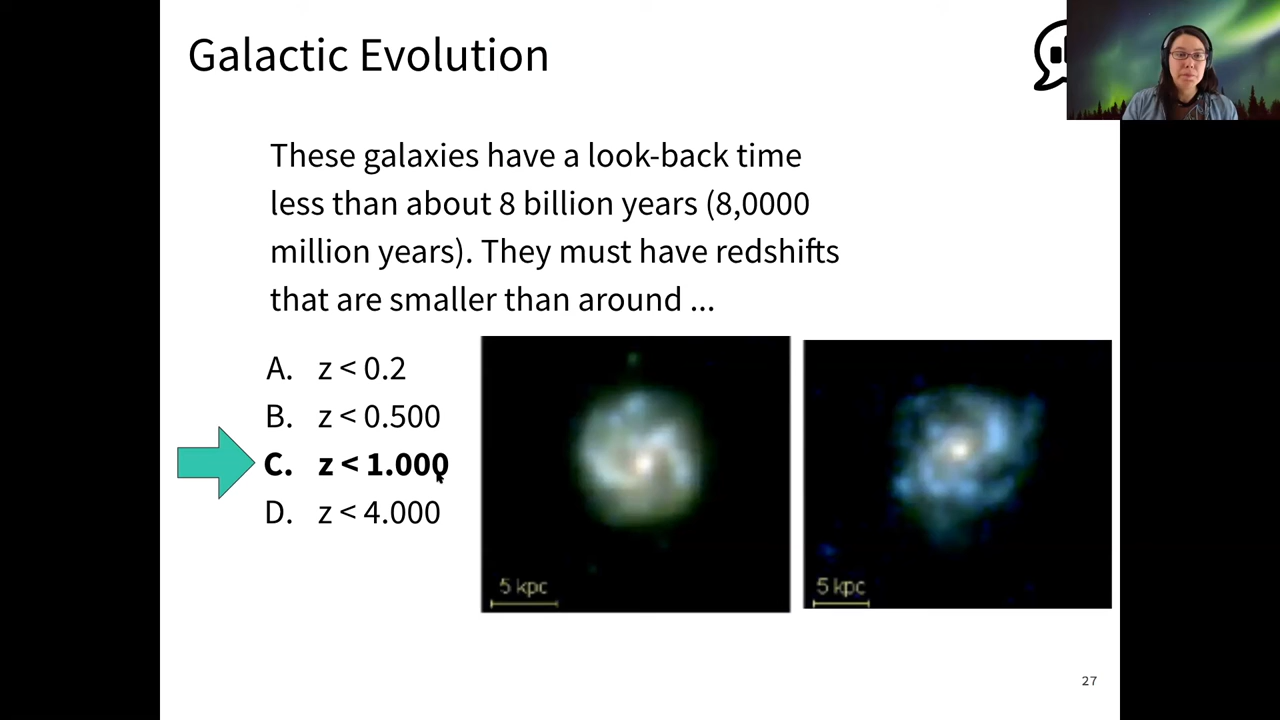 Galactic Evolution
These galaxies have a look-back time
less than about 8 billion years (8,0000
million years). They must have redshifts
that are smaller than around ...
A. z < 0.2
B. z < 0.500
C. z < 1.000
D. z < 4.000
5 kpc
5 kpc
27